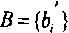 B = {b_i^'}